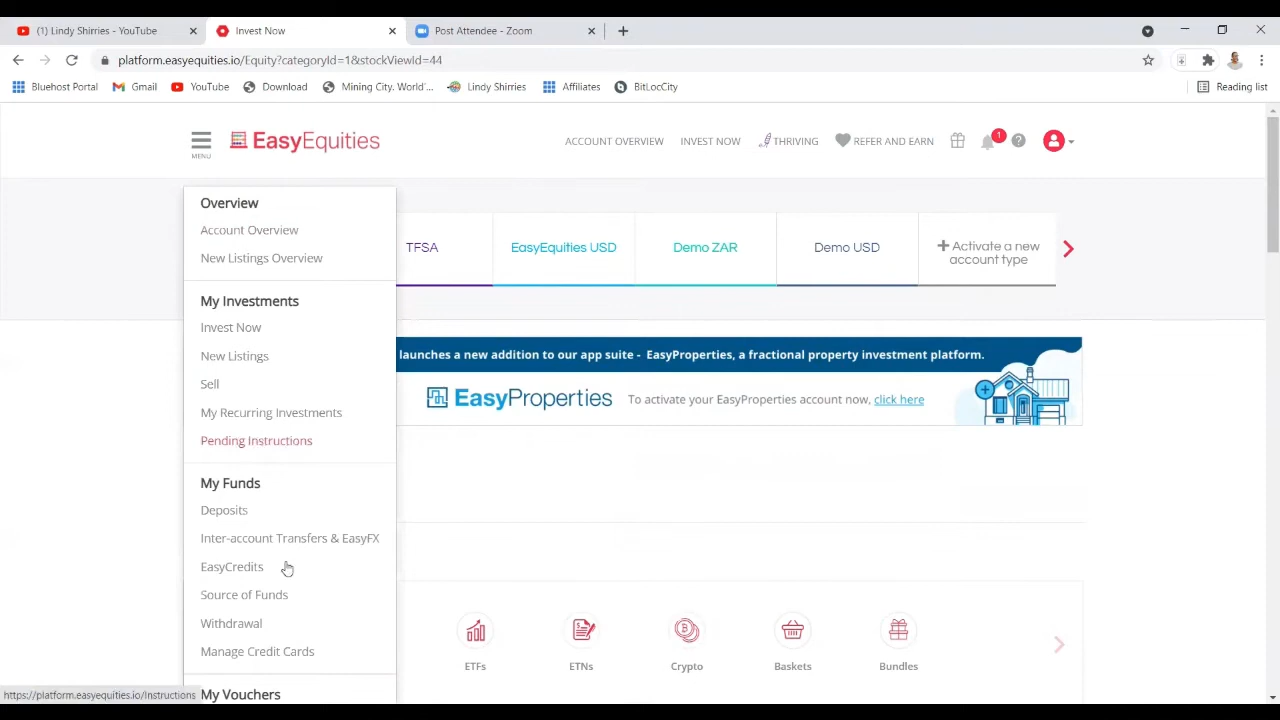 (1) Lindy Shirries - YouTube
Invest Now
Post Attendee - Zoom
platform.easyequities.io/Equity?categoryId=1&stockViewId=44
Bluehost Portal
Gmail
YouTube
Download
Mining City. World'...
Lindy Shirries
Affiliates
BitLocCity
Reading list
MENU
EasyEquities
ACCOUNT OVERVIEW
INVEST NOW
THRIVING
REFER AND EARN
1
Overview
Account Overview
New Listings Overview
My Investments
Invest Now
New Listings
Sell
My Recurring Investments
Pending Instructions
My Funds
Deposits
Inter-account Transfers & EasyFX
EasyCredits
Source of Funds
Withdrawal
Manage Credit Cards
My Vouchers
TFSA
EasyEquities USD
Demo ZAR
Demo USD
+ Activate a new
account type
launches a new addition to our app suite - EasyProperties, a fractional property investment platform.
EasyProperties
To activate your EasyProperties account now, click here
ETFs
ETNs
Crypto
Baskets
Bundles
https://platform.easyequities.io/Instructions